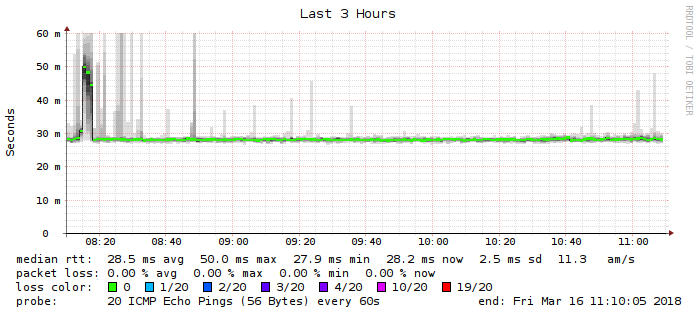 Last 3 Hours
RRDTOOL / TOBI OETIKER
Seconds
60 m
50 m
40 m
30 m
20 m
10 m
0
08:20 08:40 09:00 09:20 09:40 10:00 10:20 10:40 11:00
median rtt: 28.5 ms avg 50.0 ms max 27.9 ms min 28.2 ms now 2.5 ms sd 11.3 am/s
packet loss: 0.00 % avg 0.00 % max 0.00 % min 0.00 % now
loss color: 0 1/20 2/20 3/20 4/20 10/20 19/20
probe: 20 ICMP Echo Pings (56 Bytes) every 60s end: Fri Mar 16 11:10:05 2018